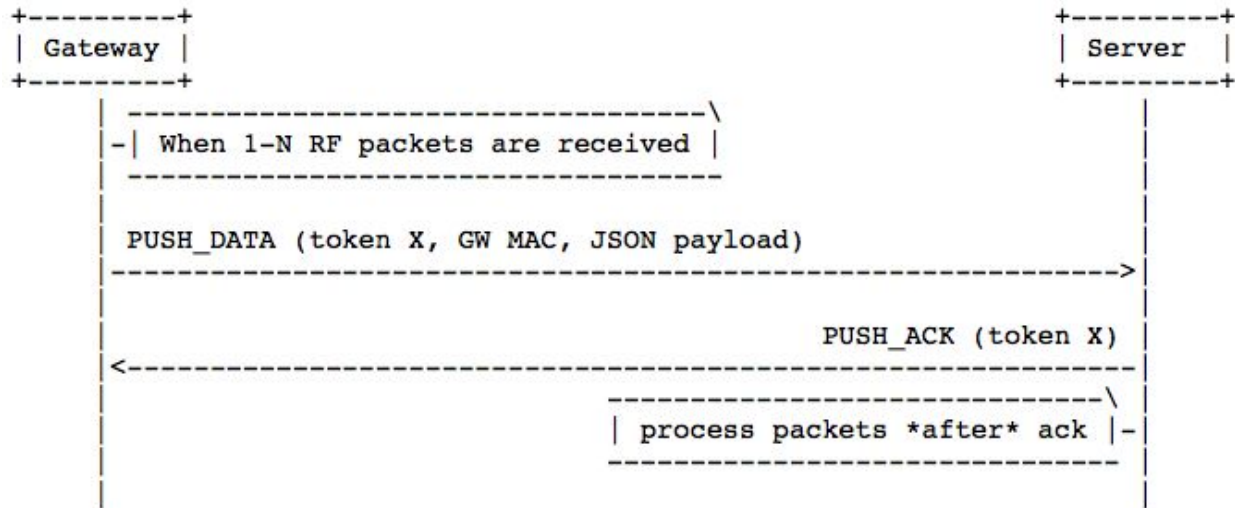 Gateway Server
When 1-N RF packets are received
PUSH_DATA (token X, GW MAC, JSON payload)
PUSH_ACK (token X)
process packets *after* ack